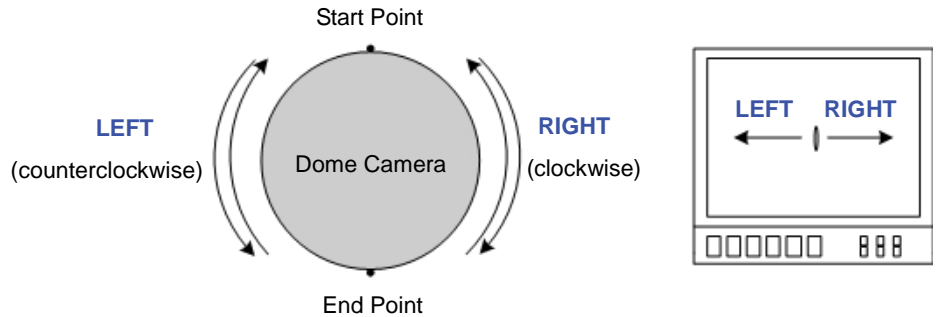 Start Point
LEFT
(counterclockwise)
Dome Camera
RIGHT
(clockwise)
End Point
LEFT RIGHT